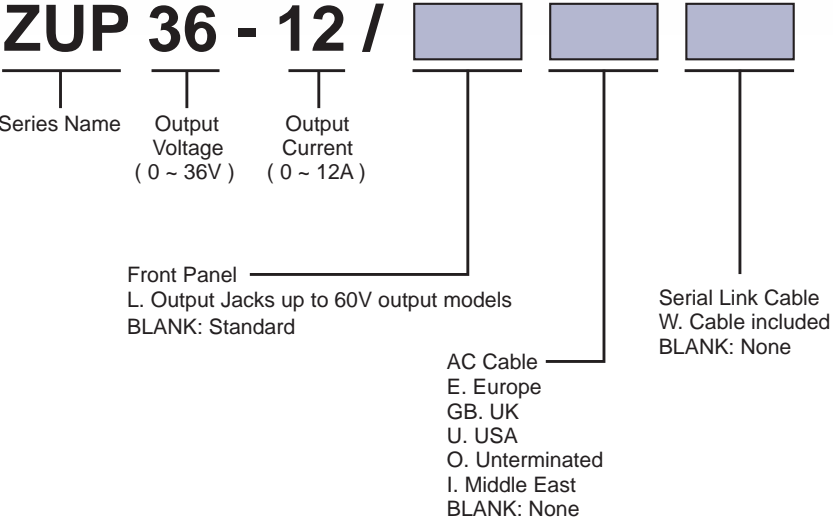 ZUP 36 - 12 /
Series Name
Output
Voltage
( 0 ~ 36V )
Output
Current
( 0 ~ 12A )
Front Panel
L. Output Jacks up to 60V output models
BLANK: Standard
AC Cable
E. Europe
GB. UK
U. USA
O. Unterminated
I. Middle East
BLANK: None
Serial Link Cable
W. Cable included
BLANK: None